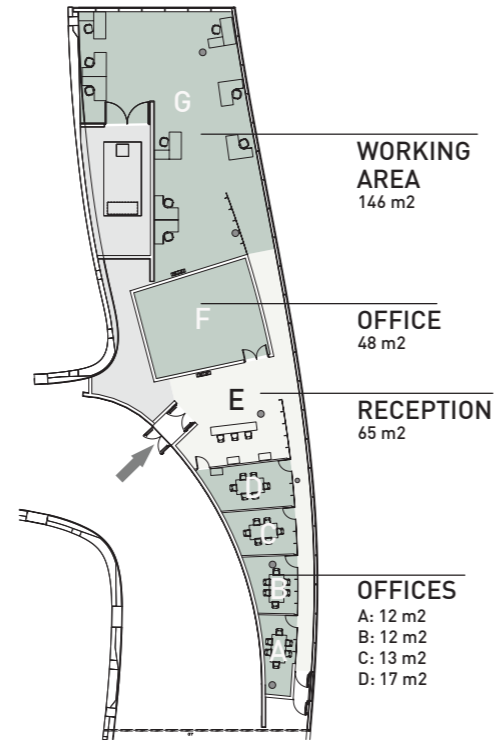 G
WORKING
AREA
146 m2
F
OFFICE
48 m2
E
RECEPTION
65 m2
D
C
B
A
OFFICES
A: 12 m2
B: 12 m2
C: 13 m2
D: 17 m2